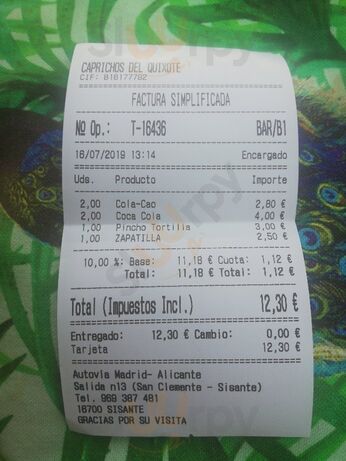 CAPRICHOS DEL QUIXOTE
CIF: B16177782
FACTURA SIMPLIFICADA
Nº Op.: T-16436 BAR/B1
16/07/2019 13:14 Encargado
Uds. Producto Importe
2,00 Cola-Cao 2,80 €
2,00 Coca Cola 4,00 €
1,00 Pincho Tortilla 3,00 €
1,00 ZAPATILLA 2,50 €
10,00 %: Base: 11,18 € Cuota: 1,12 €
Total: 11,18 € Total: 1,12 €
Total (Impuestos Incl.) 12,30 €
Entregado: 12,30 € Cambio: 0,00 €
Tarjeta 12,30 €
Autovia Madrid- Alicante
Salida n13 (San Clemente - Sisante)
Tel. 969 387 481
16700 SISANTE
GRACIAS POR SU VISITA